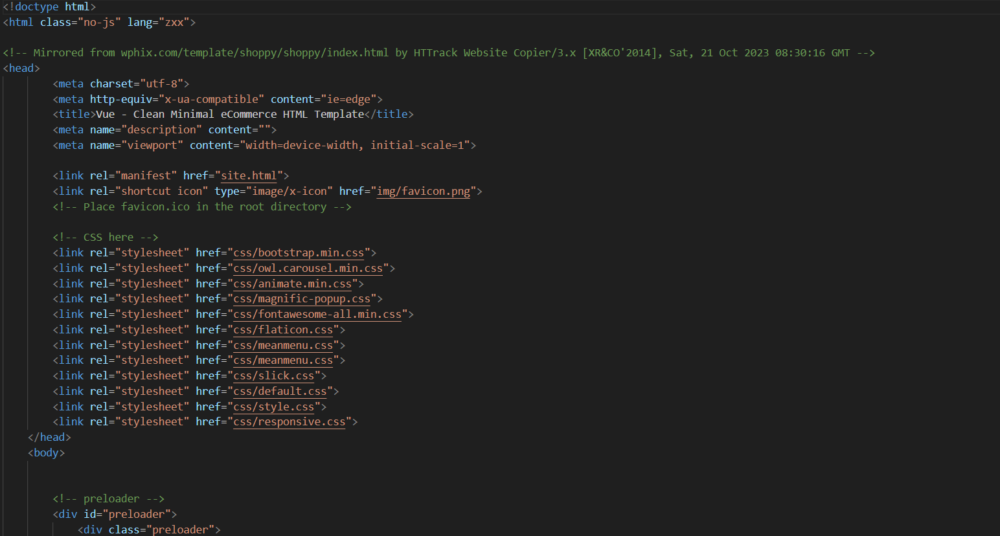 <!doctype html>
<html class="no-js" lang="zxx">
<!-- Mirrored from wphix.com/template/shoppy/shoppy/index.html by HTTrack Website Copier/3.x [XR&CO'2014], Sat, 21 Oct 2023 08:30:16 GMT -->
<head>
<meta charset="utf-8">
<meta http-equiv="x-ua-compatible" content="ie=edge">
<title>Vue - Clean Minimal eCommerce HTML Template</title>
<meta name="description" content="">
<meta name="viewport" content="width=device-width, initial-scale=1">
<link rel="manifest" href="site.html">
<link rel="shortcut icon" type="image/x-icon" href="img/favicon.png">
<!-- Place favicon.ico in the root directory -->
<!-- CSS here -->
<link rel="stylesheet" href="css/bootstrap.min.css">
<link rel="stylesheet" href="css/owl.carousel.min.css">
<link rel="stylesheet" href="css/animate.min.css">
<link rel="stylesheet" href="css/magnific-popup.css">
<link rel="stylesheet" href="css/fontawesome-all.min.css">
<link rel="stylesheet" href="css/flaticon.css">
<link rel="stylesheet" href="css/meanmenu.css">
<link rel="stylesheet" href="css/meanmenu.css">
<link rel="stylesheet" href="css/slick.css">
<link rel="stylesheet" href="css/default.css">
<link rel="stylesheet" href="css/style.css">
<link rel="stylesheet" href="css/responsive.css">
</head>
<body>
<!-- preloader -->
<div id="preloader">
<div class="preloader">